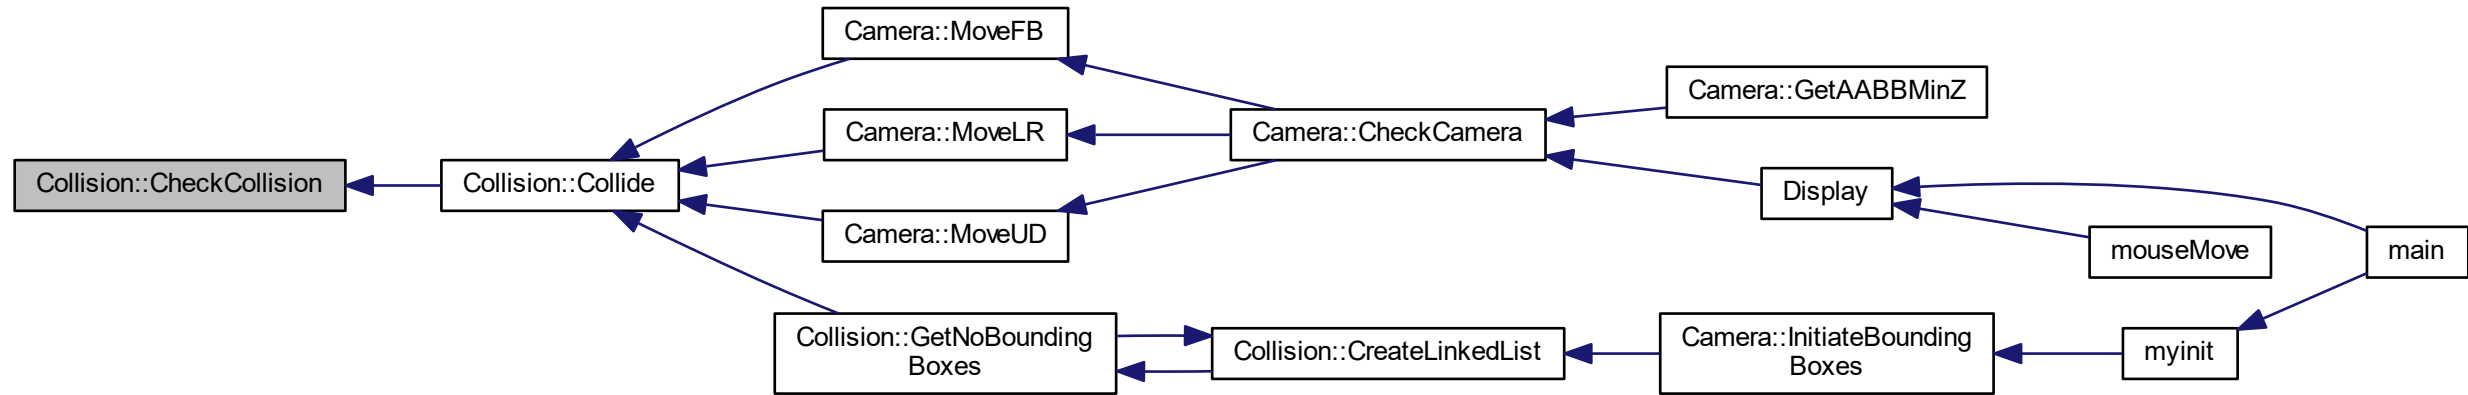 Camera::MoveFB
Camera::GetAABBMinZ
Camera::MoveLR
Camera::CheckCamera
Collision::CheckCollision
Collision::Collide
Display
Camera::MoveUD
mouseMove
main
Collision::GetNoBounding
Boxes
Collision::CreateLinkedList
Camera::InitiateBounding
Boxes
myinit